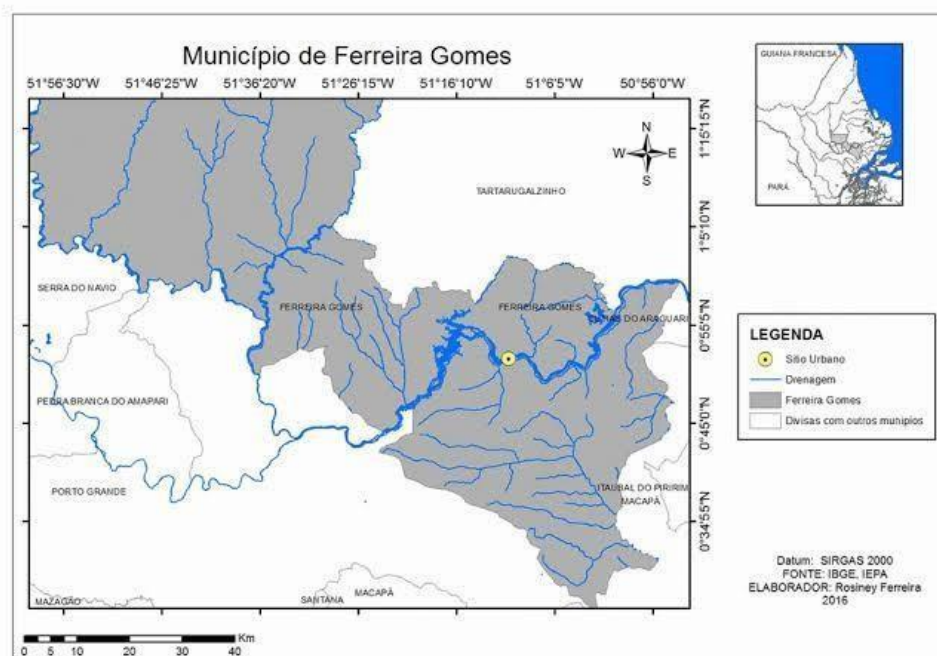 Município de Ferreira Gomes
51°56'30"W 51°46'25"W 51°36'20"W 51°26'15"W 51°16'10"W 51°6'5"W 50°56'0"W
GUIANA FRANCESA
PARÁ
1°15'15"N
N
W E
S
TARTARUGALZINHO
1°5'10"N
SERRA DO NAVIO
FERREIRA GOMES
FERREIRA GOMES
DO ARAGUARI
0°55'5"N
PEDRA BRANCA DO AMAPARI
0°45'0"N
PORTO GRANDE
ITAUBAL DO PIRIRIM
MACAPÁ
0°34'55"N
MAZAGÃO
SANTANA
MACAPÁ
LEGENDA
Sitio Urbano
Drenagem
Ferreira Gomes
Divisas com outros munipios
Datum: SIRGAS 2000
FONTE: IBGE, IEPA
ELABORADOR: Rosiney Ferreira
2016
Km
0 5 10 20 30 40